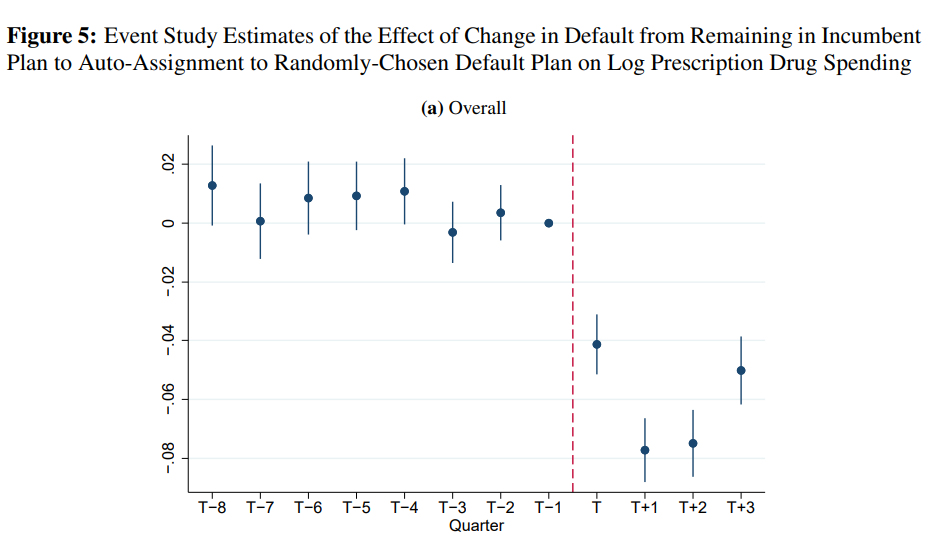 Figure 5: Event Study Estimates of the Effect of Change in Default from Remaining in Incumbent
Plan to Auto-Assignment to Randomly-Chosen Default Plan on Log Prescription Drug Spending
(a) Overall
.02
0
-.02
-.04
-.06
-.08
T−8 T−7 T−6 T−5 T−4 T−3 T−2 T−1 T T+1 T+2 T+3
Quarter